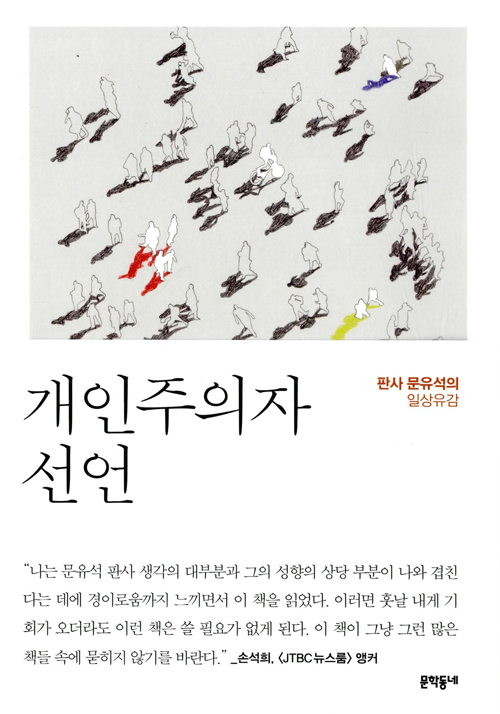 개인주의자
선언
판사 문유석의
일상유감
“나는 문유석 판사 생각의 대부분과 그의 성향의 상당 부분이 나와 겹친
다는 데에 경이로움까지 느끼면서 이 책을 읽었다. 이러면 훗날 내게 기
회가 오더라도 이런 책은 쓸 필요가 없게 된다. 이 책이 그냥 그런 많은
책들 속에 묻히지 않기를 바란다.” _손석희, 〈JTBC 뉴스룸〉 앵커
문학동네